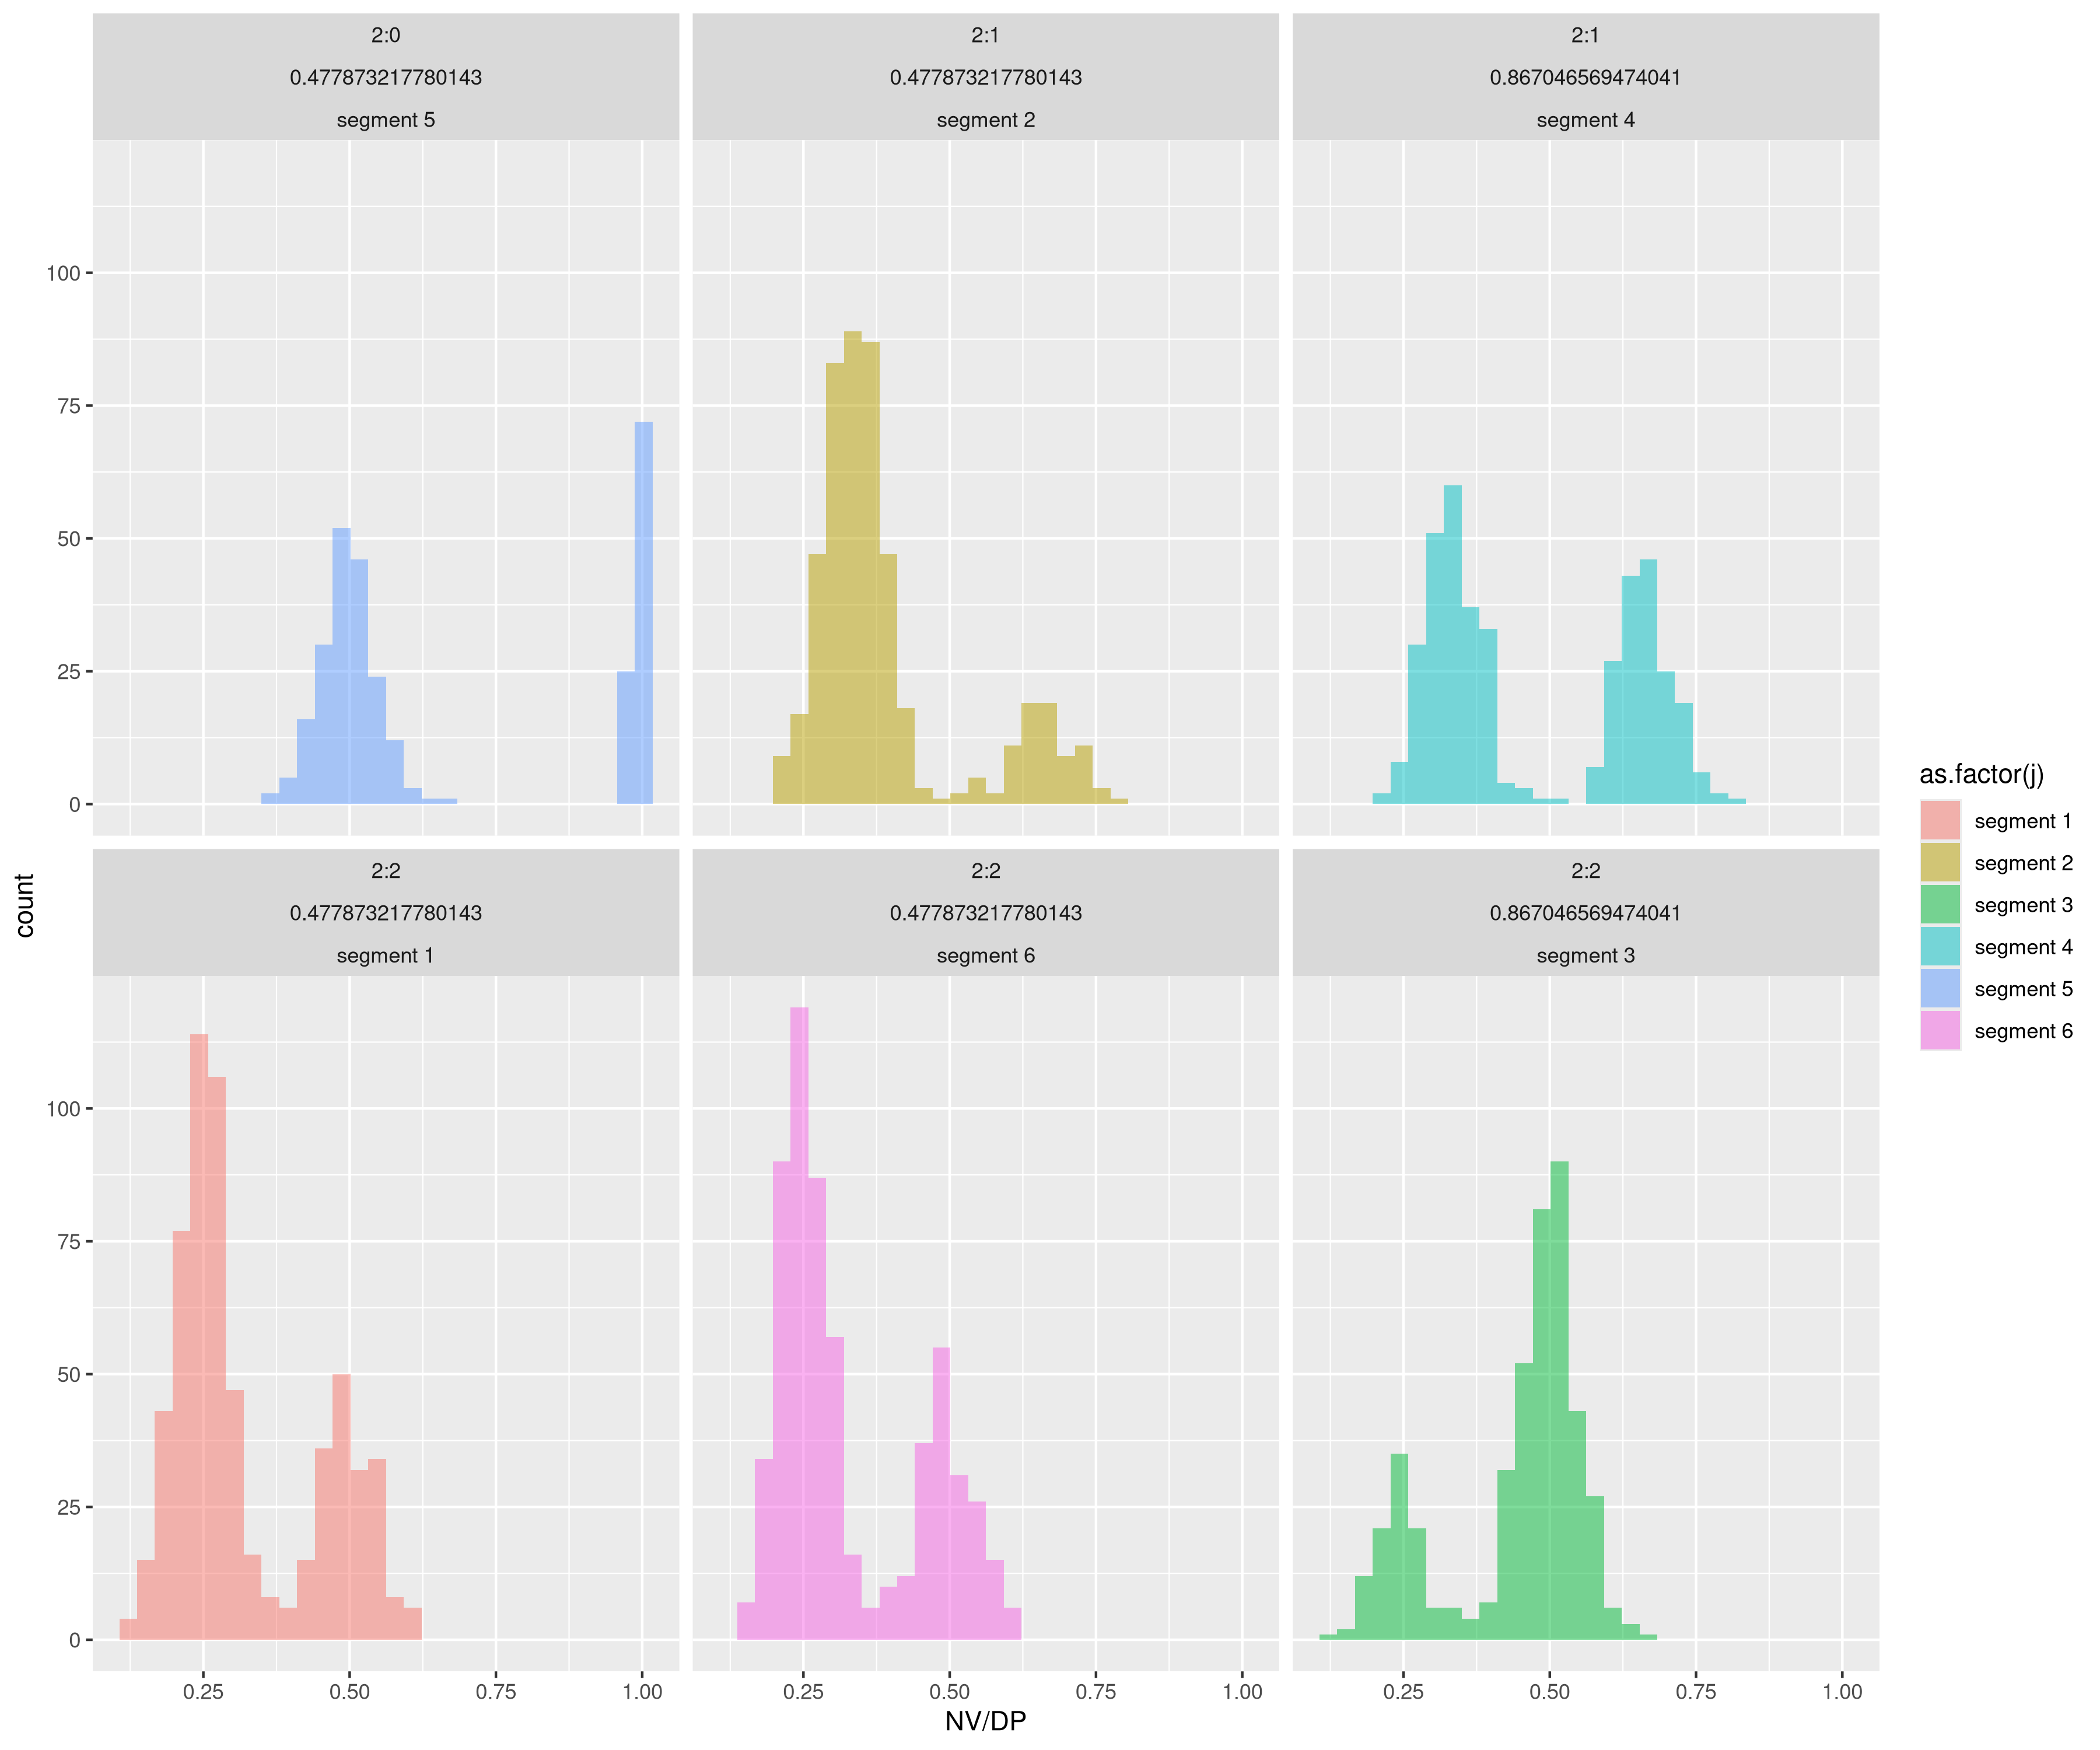 2:0
0.477873217780143
segment 5
2:1
0.477873217780143
segment 2
2:1
0.867046569474041
segment 4
100
75
50
25
0
2:2
0.477873217780143
segment 1
2:2
0.477873217780143
segment 6
2:2
0.867046569474041
segment 3
100
75
50
25
0
0.25 0.50 0.75 1.00
0.25 0.50 0.75 1.00
0.25 0.50 0.75 1.00
NV/DP
count
as.factor(j)
segment 1
segment 2
segment 3
segment 4
segment 5
segment 6